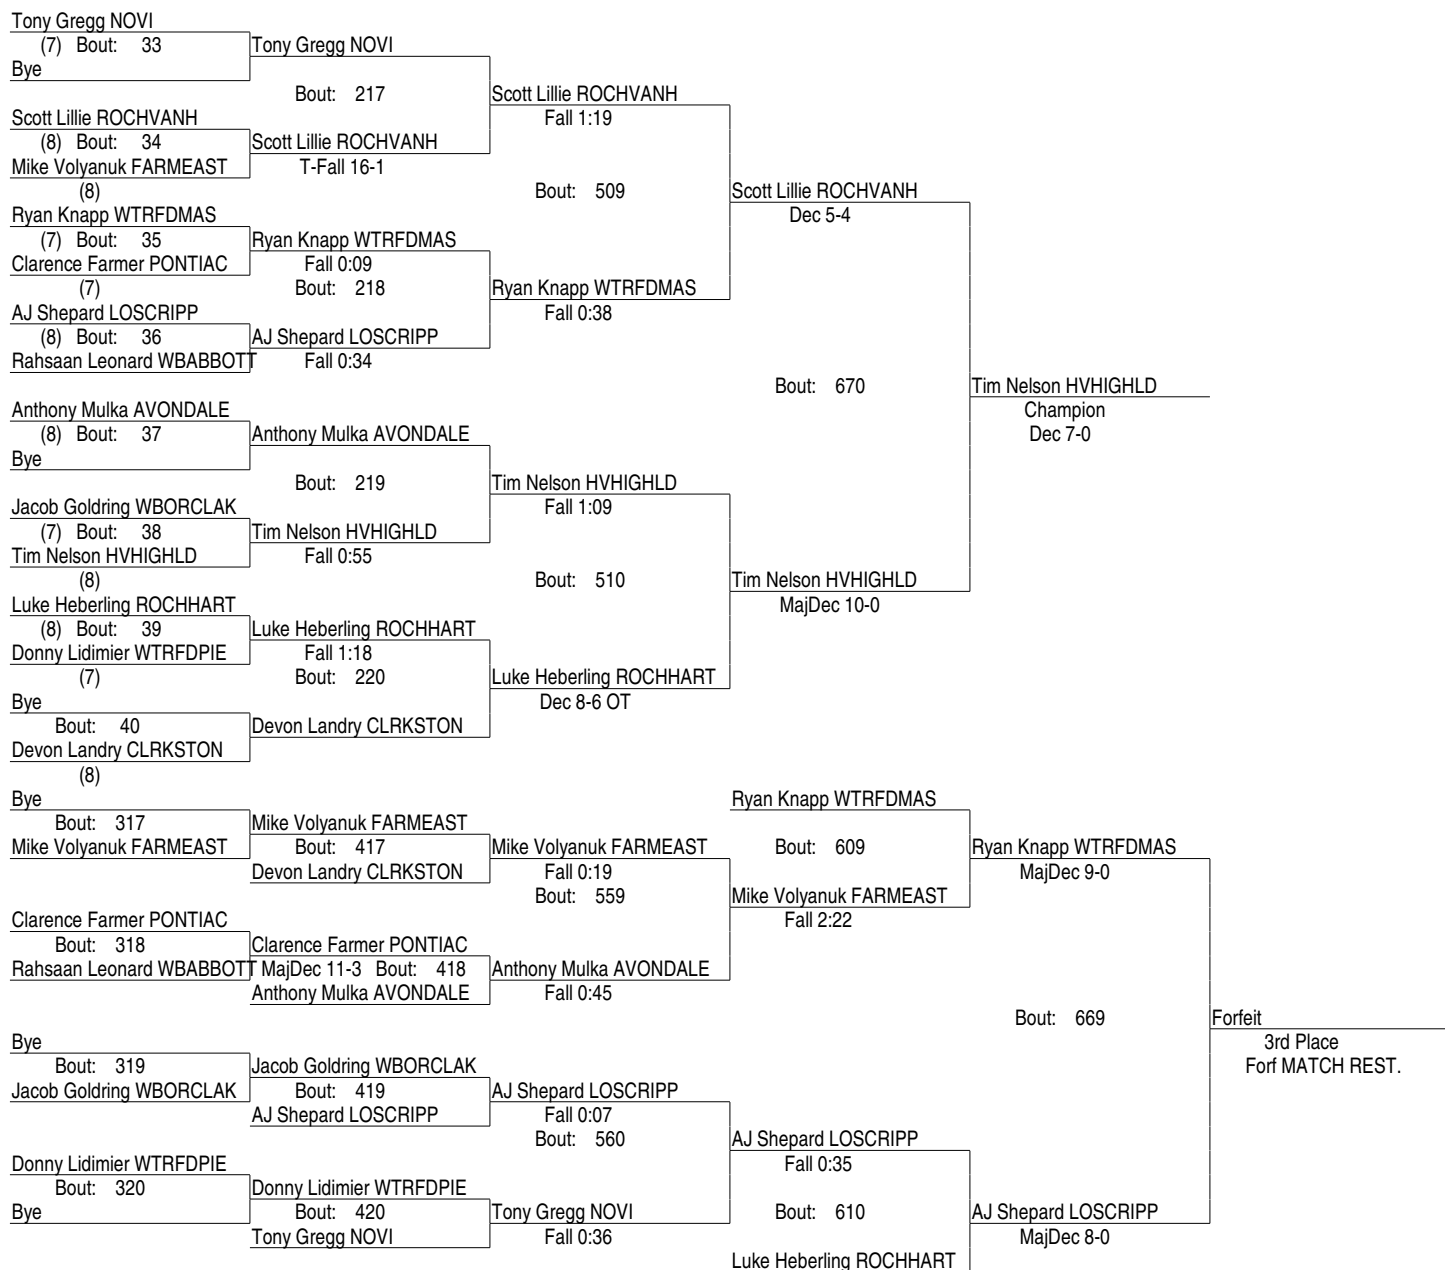 Tony Gregg NOVI
(7) Bout: 33
Tony Gregg NOVI
Bye
Bout: 217
Scott Lillie ROCHVANH
Scott Lillie ROCHVANH
Fall 1:19
(8) Bout: 34
Scott Lillie ROCHVANH
Mike Volyanuk FARMEAST
T-Fall 16-1
(8)
Bout: 509
Scott Lillie ROCHVANH
Ryan Knapp WTRFDMAS
Dec 5-4
(7) Bout: 35
Ryan Knapp WTRFDMAS
Clarence Farmer PONTIAC
Fall 0:09
(7)
Bout: 218
Ryan Knapp WTRFDMAS
AJ Shepard LOSCRIPP
Fall 0:38
(8) Bout: 36
AJ Shepard LOSCRIPP
Rahsaan Leonard WBABBOTT
Fall 0:34
Bout: 670
Tim Nelson HVHIGHLD
Anthony Mulka AVONDALE
Champion
(8) Bout: 37
Anthony Mulka AVONDALE
Dec 7-0
Bye
Bout: 219
Tim Nelson HVHIGHLD
Jacob Goldring WBORCLAK
Fall 1:09
(7) Bout: 38
Tim Nelson HVHIGHLD
Tim Nelson HVHIGHLD
Fall 0:55
(8)
Bout: 510
Tim Nelson HVHIGHLD
Luke Heberling ROCHHART
MajDec 10-0
(8) Bout: 39
Luke Heberling ROCHHART
Donny Lidimier WTRFDPIE
Fall 1:18
(7)
Bout: 220
Luke Heberling ROCHHART
Bye
Dec 8-6 OT
Bout: 40
Devon Landry CLRKSTON
Devon Landry CLRKSTON
(8)
Bye
Ryan Knapp WTRFDMAS
Bout: 317
Mike Volyanuk FARMEAST
Mike Volyanuk FARMEAST
Bout: 417
Mike Volyanuk FARMEAST
Bout: 609
Ryan Knapp WTRFDMAS
Devon Landry CLRKSTON
Fall 0:19
MajDec 9-0
Bout: 559
Mike Volyanuk FARMEAST
Clarence Farmer PONTIAC
Fall 2:22
Bout: 318
Clarence Farmer PONTIAC
Rahsaan Leonard WBABBOTT
MajDec 11-3 Bout: 418
Anthony Mulka AVONDALE
Anthony Mulka AVONDALE
Fall 0:45
Bout: 669
Forfeit
Bye
3rd Place
Bout: 319
Jacob Goldring WBORCLAK
Forf MATCH REST.
Jacob Goldring WBORCLAK
Bout: 419
AJ Shepard LOSCRIPP
AJ Shepard LOSCRIPP
Fall 0:07
Bout: 560
AJ Shepard LOSCRIPP
Donny Lidimier WTRFDPIE
Fall 0:35
Bout: 320
Donny Lidimier WTRFDPIE
Bye
Bout: 420
Tony Gregg NOVI
Bout: 610
AJ Shepard LOSCRIPP
Tony Gregg NOVI
Fall 0:36
MajDec 8-0
Luke Heberling ROCHHART